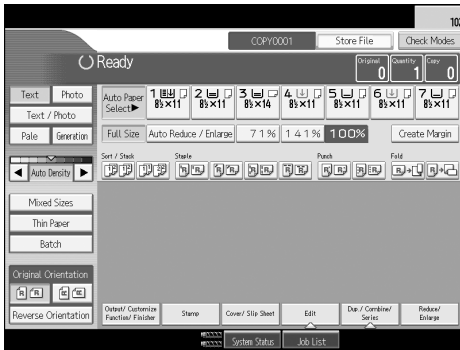 102
COPY0001 Store File Check Modes
Ready
Original Quantity Copy
0 1 0
Text Photo
Text / Photo
Pale Generation
Auto Density
Mixed Sizes
Thin Paper
Batch
Original Orientation
R R R R
Reverse Orientation
Auto Paper Select▶
1 8½×11
2 8½×11
3 8½×14
4 8½×11
5 8½×11
6 8½×11
7 8½×11
Full Size Auto Reduce / Enlarge 71% 141% 100% Create Margin
Sort / Stack Staple Punch Fold
Output/ Customize Function/ Finisher
Stamp
Cover/ Slip Sheet
Edit
Dup./ Combine/ Series
Reduce/ Enlarge
System Status Job List